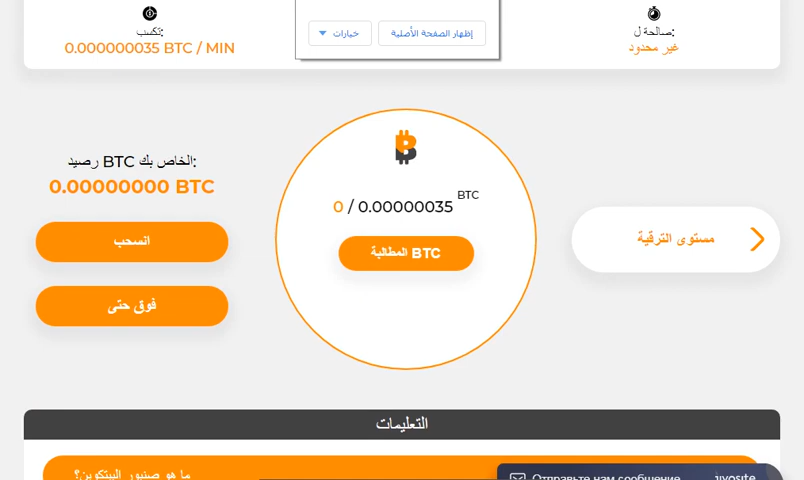 تكسب:
0.000000035 BTC / MIN
إظهار الصفحة الأصلية
خيارات
صالحة ل:
غير محدود
الخاص بك BTC رصيد:
0.00000000 BTC
انسحب
فوق حتى
0 / 0.00000035 BTC
المطالبة BTC
مستوى الترقية
التعليمات
ما هو صنبور البيتكوين؟
Отправьте нам сообщение
jivosite